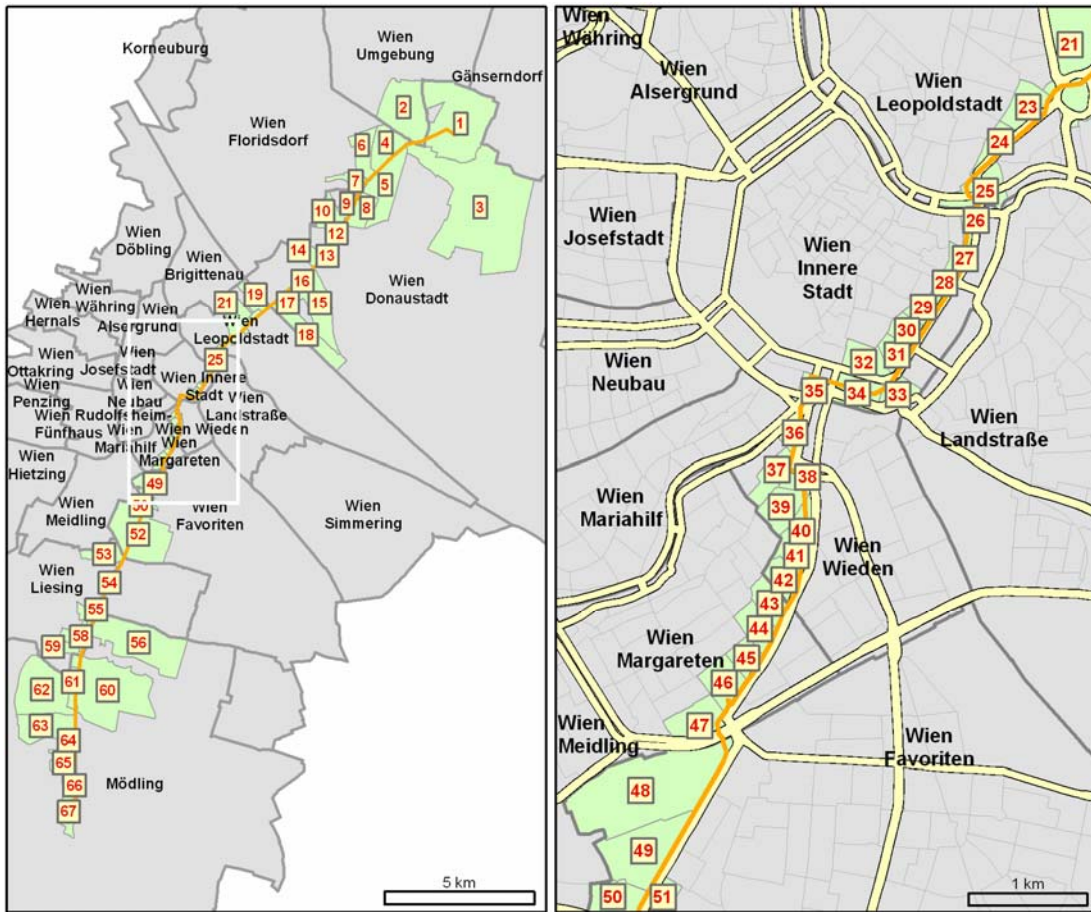 Korneuburg
Wien
Umgebung
Gänserndorf
2
1
Wien
Floridsdorf
6
4
7
5
3
9
8
10
12
Wien
Döbling
14
13
Wien
Brigittenau
16
Wien
Donaustadt
Wien
Währing
21
19
17
15
Wien
Hernals
Wien
Alsergrund
Wien
Leopoldstadt
18
Wien
Ottakring
Wien
Josefstadt
25
Wien
Penzing
Wien
Neubau
Wien Innere
Stadt
Wien
Landstraße
Wien Rudolfsheim-
Fünfhaus
Wien
Mariahilf
Wien Wieden
Wien
Margareten
Wien
Hietzing
49
Wien
Meidling
50
Wien
Favoriten
Wien
Simmering
52
53
Wien
Liesing
54
55
58
56
59
62
61
60
63
64
65
Mödling
66
67
5 km
Wien
Währing
21
Wien
Alsergrund
Wien
Leopoldstadt
23
24
25
Wien
Josefstadt
26
Wien
Innere
Stadt
27
28
29
30
31
32
Wien
Neubau
35
34
33
Wien
Landstraße
36
37
38
Wien
Mariahilf
39
40
Wien
Wieden
41
42
43
44
Wien
Margareten
45
46
47
Wien
Meidling
Wien
Favoriten
48
49
50
51
1 km